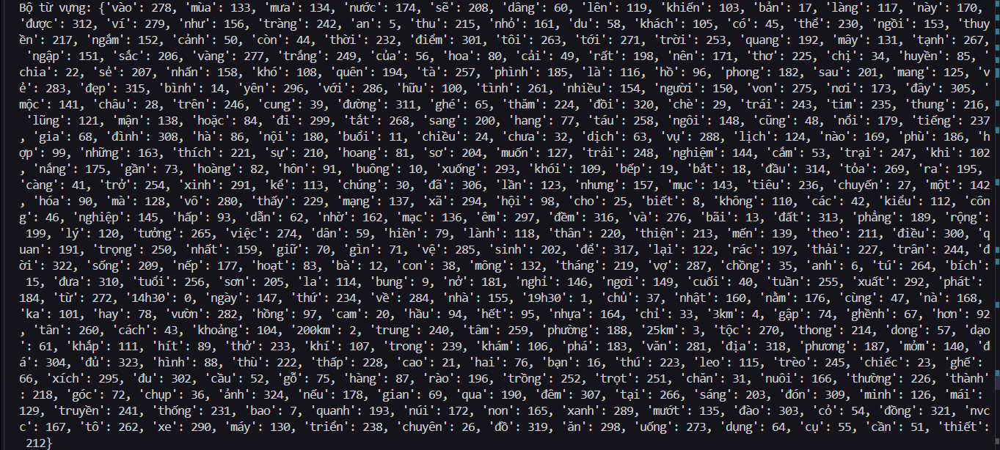 Bộ từ vựng: {'vào': 278, 'mùa': 133, 'mưa': 134, 'nước': 174, 'sẽ': 208, 'dâng': 60, 'lên': 119, 'khiến': 103, 'bản': 17, 'làng': 117, 'này': 170,
'được': 312, 'ví': 279, 'như': 156, 'tràng': 242, 'an': 5, 'thu': 215, 'nhỏ': 161, 'du': 58, 'khách': 105, 'có': 45, 'thể': 230, 'ngồi': 153, 'thuy
ền': 217, 'ngắm': 152, 'cảnh': 50, 'còn': 44, 'thời': 232, 'điểm': 301, 'tôi': 263, 'tới': 271, 'trời': 253, 'quang': 192, 'mây': 131, 'tạnh': 267,
'ngập': 151, 'sắc': 206, 'vàng': 277, 'trắng': 249, 'của': 56, 'hoa': 80, 'cải': 49, 'rất': 198, 'nên': 171, 'thơ': 225, 'chị': 34, 'huyền': 85, '
chia': 22, 'sẻ': 207, 'nhấn': 158, 'khó': 108, 'quên': 194, 'tà': 257, 'phình': 185, 'là': 116, 'hồ': 96, 'phong': 182, 'sau': 201, 'mang': 125, 'v
ẻ': 283, 'đẹp': 315, 'bình': 14, 'yên': 296, 'với': 286, 'hữu': 100, 'tình': 261, 'nhiều': 154, 'người': 150, 'von': 275, 'nơi': 173, 'đây': 305, '
mộc': 141, 'châu': 28, 'trên': 246, 'cung': 39, 'đường': 311, 'ghé': 65, 'thăm': 224, 'đồi': 320, 'chè': 29, 'trái': 243, 'tim': 235, 'thung': 216,
'lũng': 121, 'mận': 138, 'hoặc': 84, 'đi': 299, 'tắt': 268, 'sang': 200, 'hang': 77, 'táu': 258, 'ngôi': 148, 'cũng': 48, 'nổi': 179, 'tiếng': 237
, 'gia': 68, 'đình': 308, 'hà': 86, 'nội': 180, 'buổi': 11, 'chiều': 24, 'chưa': 32, 'dịch': 63, 'vụ': 288, 'lịch': 124, 'nào': 169, 'phù': 186, 'h
ợp': 99, 'những': 163, 'thích': 221, 'sự': 210, 'hoang': 81, 'sơ': 204, 'muốn': 127, 'trải': 248, 'nghiệm': 144, 'cắm': 53, 'trại': 247, 'khi': 102
, 'nắng': 175, 'gần': 73, 'hoàng': 82, 'hôn': 91, 'buông': 10, 'xuống': 293, 'khói': 109, 'bếp': 19, 'bắt': 18, 'đầu': 314, 'tỏa': 269, 'ra': 195,
'càng': 41, 'trở': 254, 'xinh': 291, 'kể': 113, 'chúng': 30, 'đã': 306, 'lần': 123, 'nhưng': 157, 'mục': 143, 'tiêu': 236, 'chuyến': 27, 'một': 142
, 'hóa': 90, 'mà': 128, 'vô': 280, 'thấy': 229, 'mạng': 137, 'xã': 294, 'hội': 98, 'cho': 25, 'biết': 8, 'không': 110, 'các': 42, 'kiểu': 112, 'côn
g': 46, 'nghiệp': 145, 'hấp': 93, 'dẫn': 62, 'nhờ': 162, 'mạc': 136, 'êm': 297, 'đềm': 316, 'và': 276, 'bãi': 13, 'đất': 313, 'phẳng': 189, 'rộng':
199, 'lý': 120, 'tưởng': 265, 'việc': 274, 'dân': 59, 'hiền': 79, 'lành': 118, 'thân': 220, 'thiện': 213, 'mến': 139, 'theo': 211, 'điều': 300, 'q
uan': 191, 'trọng': 250, 'nhất': 159, 'giữ': 70, 'gìn': 71, 'vệ': 285, 'sinh': 202, 'để': 317, 'lại': 122, 'rác': 197, 'thải': 227, 'trân': 244, 'đ
ời': 322, 'sống': 209, 'nếp': 177, 'hoạt': 83, 'bà': 12, 'con': 38, 'mông': 132, 'tháng': 219, 'vợ': 287, 'chồng': 35, 'anh': 6, 'tú': 264, 'bích':
15, 'đưa': 310, 'tuổi': 256, 'sơn': 205, 'la': 114, 'bung': 9, 'nở': 181, 'nghỉ': 146, 'ngơi': 149, 'cuối': 40, 'tuần': 255, 'xuất': 292, 'phát':
184, 'từ': 272, '14h30': 0, 'ngày': 147, 'thứ': 234, 'về': 284, 'nhà': 155, '19h30': 1, 'chủ': 37, 'nhật': 160, 'nằm': 176, 'cùng': 47, 'nà': 168,
'ka': 101, 'hay': 78, 'vườn': 282, 'hồng': 97, 'cam': 20, 'hầu': 94, 'hết': 95, 'nhựa': 164, 'chỉ': 33, '3km': 4, 'gập': 74, 'ghềnh': 67, 'hơn': 92
, 'tân': 260, 'cách': 43, 'khoảng': 104, '200km': 2, 'trung': 240, 'tâm': 259, 'phường': 188, '25km': 3, 'tộc': 270, 'thong': 214, 'dong': 57, 'dạo
': 61, 'khắp': 111, 'hít': 89, 'thở': 233, 'khí': 107, 'trong': 239, 'khám': 106, 'phá': 183, 'văn': 281, 'địa': 318, 'phương': 187, 'mỏm': 140, 'đ
á': 304, 'đủ': 323, 'hình': 88, 'thù': 222, 'thấp': 228, 'cao': 21, 'hai': 76, 'bạn': 16, 'thú': 223, 'leo': 115, 'trèo': 245, 'chiếc': 23, 'ghế':
66, 'xích': 295, 'đu': 302, 'cầu': 52, 'gỗ': 75, 'hàng': 87, 'rào': 196, 'trồng': 252, 'trọt': 251, 'chăn': 31, 'nuôi': 166, 'thường': 226, 'thành'
: 218, 'góc': 72, 'chụp': 36, 'ảnh': 324, 'nếu': 178, 'gian': 69, 'qua': 190, 'đêm': 307, 'tại': 266, 'sáng': 203, 'đón': 309, 'minh': 126, 'mái':
129, 'truyền': 241, 'thống': 231, 'bao': 7, 'quanh': 193, 'núi': 172, 'non': 165, 'xanh': 289, 'mướt': 135, 'đào': 303, 'cỏ': 54, 'đồng': 321, 'nvc
c': 167, 'tô': 262, 'xe': 290, 'máy': 130, 'triển': 238, 'chuyên': 26, 'đồ': 319, 'ăn': 298, 'uống': 273, 'dụng': 64, 'cụ': 55, 'cần': 51, 'thiết':
212}